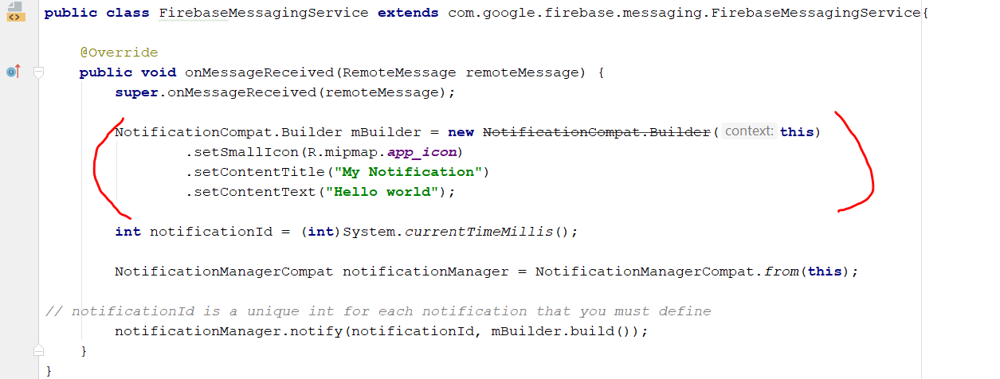 public class FirebaseMessagingService extends com.google.firebase.messaging.FirebaseMessagingService{
@Override
public void onMessageReceived(RemoteMessage remoteMessage) {
super.onMessageReceived(remoteMessage);
NotificationCompat.Builder mBuilder = new NotificationCompat.Builder( context: this)
.setSmallIcon(R.mipmap.app_icon)
.setContentTitle("My Notification")
.setContentText("Hello world");
int notificationId = (int)System.currentTimeMillis();
NotificationManagerCompat notificationManager = NotificationManagerCompat.from(this);
// notificationId is a unique int for each notification that you must define
notificationManager.notify(notificationId, mBuilder.build());
}
}